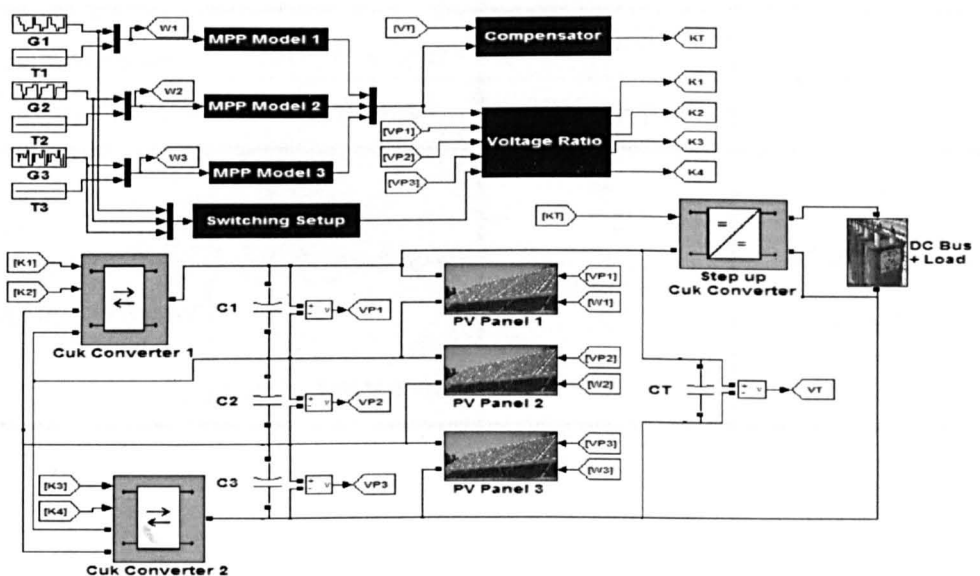 G1
T1
G2
T2
G3
T3
W1
W2
W3
MPP Model 1
MPP Model 2
MPP Model 3
Switching Setup
[VT]
Compensator
KT
[VP1]
[VP2]
[VP3]
Voltage Ratio
K1
K2
K3
K4
[KT]
Step up
Cuk Converter
DC Bus
+ Load
[K1]
[K2]
Cuk Converter 1
C1
C2
C3
VP1
VP2
VP3
[VP1]
[W1]
PV Panel 1
[VP2]
[W2]
PV Panel 2
[VP3]
[W3]
PV Panel 3
CT
VT
[K3]
[K4]
Cuk Converter 2